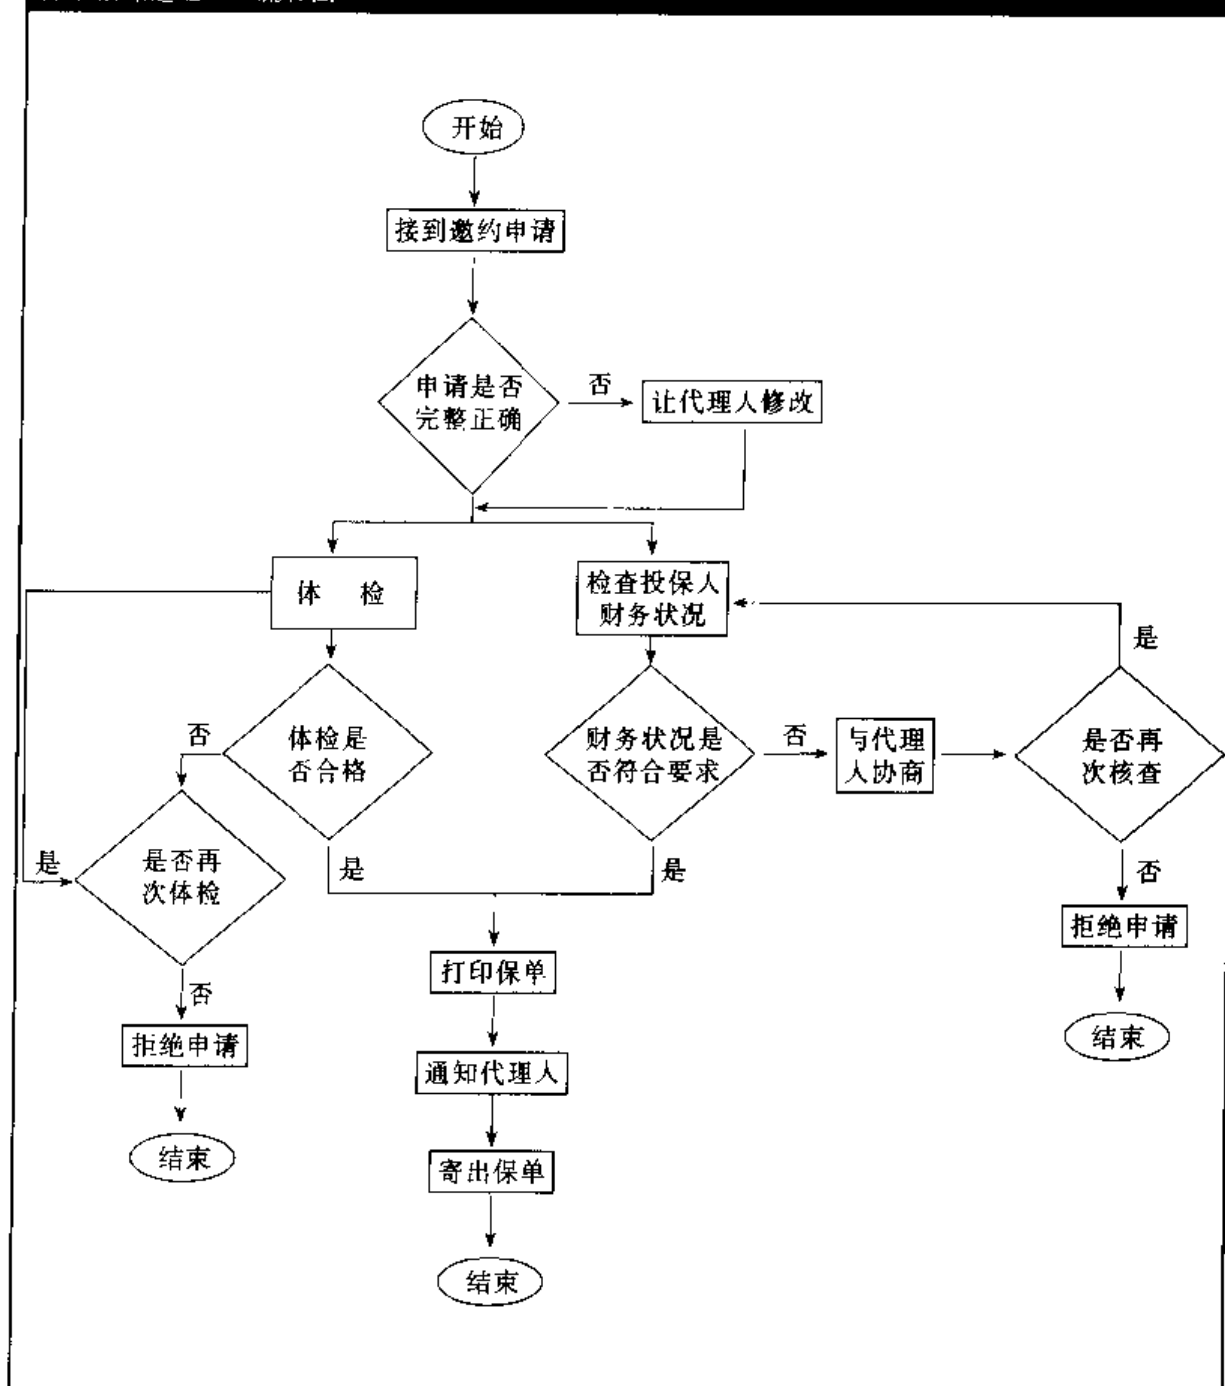 开始
接到邀约申请
申请是否
完整正确
否
让代理人修改
体 检
检查投保人
财务状况
是
否
体检是
否合格
财务状况是
否符合要求
否
与代理
人协商
是否再
次核查
是
是否再
次体检
是
是
否
拒绝申请
打印保单
否
结束
拒绝申请
通知代理人
结束
寄出保单
结束